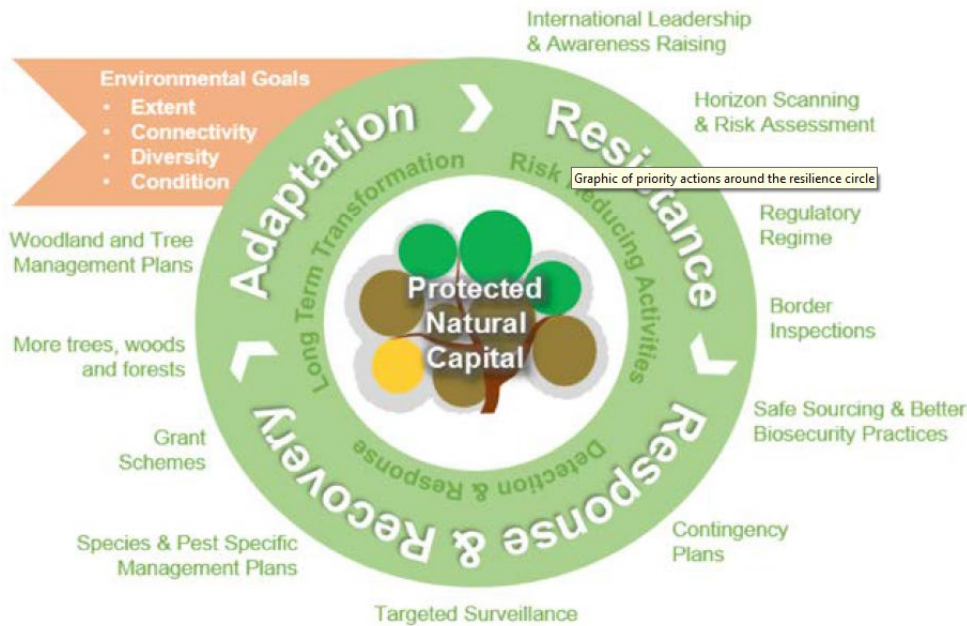 International Leadership
& Awareness Raising
Environmental Goals
• Extent
• Connectivity
• Diversity
• Condition
Horizon Scanning
& Risk Assessment
Adaptation
Resistance
Long Term Transformation
Risk Reducing Activities
Graphic of priority actions around the resilience circle
Regulatory
Regime
Woodland and Tree
Management Plans
Protected
Natural
Capital
Border
Inspections
More trees, woods
and forests
Safe Sourcing & Better
Biosecurity Practices
Grant
Schemes
Detection & Response
Response & Recovery
Contingency
Plans
Species & Pest Specific
Management Plans
Targeted Surveillance